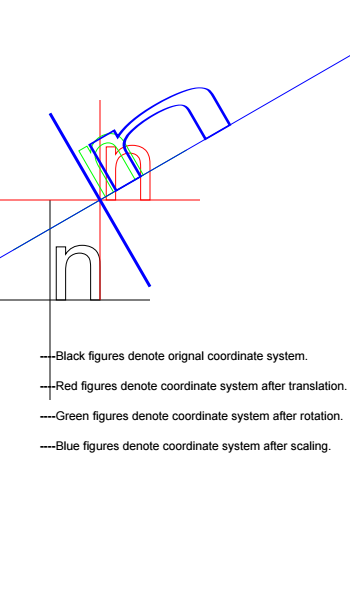 n
n
n
n
----Black figures denote orignal coordinate system.
----Red figures denote coordinate system after translation.
----Green figures denote coordinate system after rotation.
----Blue figures denote coordinate system after scaling.